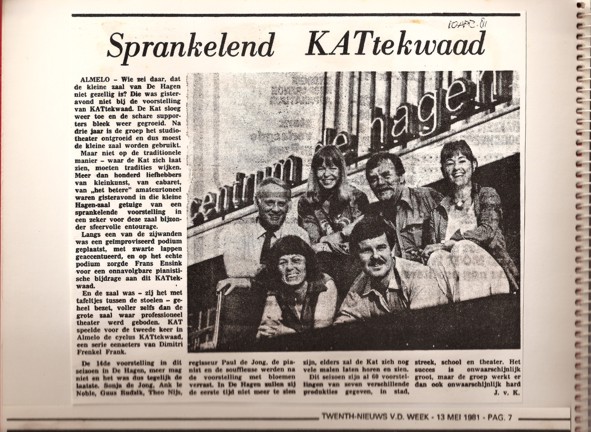 10 APR. '81
Sprankelend KATtekwaad
ALMELO – Wie zei daar, dat
de kleine zaal van De Hagen
niet gezellig is? Die was gister-
avond niet bij de voorstelling
van KATtekwaad. De Kat sloeg
weer toe en de schare suppor-
ters bleek weer gegroeid. Na
drie jaar is het groep de studio-
theater ontgroeid en dus moest
de kleine zaal worden gebruikt.
Maar niet op de traditionele
manier – waar de Kat zich laat
zien, moeten tradities wijken.
Meer dan honderd liefhebbers
van kleinkunst, van cabaret,
van „het betere" amateurtoneel
waren gisteravond in die kleine
Hagen-zaal getuige van een
sprankelende voorstelling in
een zeker voor deze zaal bijzon-
der sfeervolle entourage.
Langs een van de zijwanden
was een geïmproviseerd podium
geplaatst, met zwarte lappen
geaccentueerd, en op het echte
podium zorgde Frans Ensink
voor een onnavolgbare pianisti-
sche bijdrage aan dit KATtek-
waad.
En de zaal was – zij het met
tafeltjes tussen de stoelen – ge-
heel bezet, voller zelfs dan de
grote zaal waar professioneel
theater werd geboden. KAT
speelde voor de tweede keer in
Almelo de cyclus KATtekwaad,
een serie eenacters van Dimitri
Frenkel Frank.
De 14de voorstelling in dit
seizoen in De Hagen, meer mag
niet en het was dus tegelijk de
laatste. Sonja de Jong, Ank le
Noble, Guus Rudzik, Theo Nijs,
regisseur Paul de Jong, de pia-
nist en de souffleuse werden na
de voorstelling met bloemen
verrast. In De Hagen zullen zij
de eerste tijd niet meer te zien
zijn, elders zal de Kat zich nog
vele malen laten horen en zien.
Dit seizoen zijn al 60 voorstel-
lingen van zeven verschillende
produkties gegeven, in stad,
streek, school en theater. Het
succes is onwaarschijnlijk
groot, maar de groep werkt er
dan ook onwaarschijnlijk hard
J. v. K.
centrum de hagen
TWENTH-NIEUWS V.D. WEEK - 13 MEI 1981 - PAG. 7